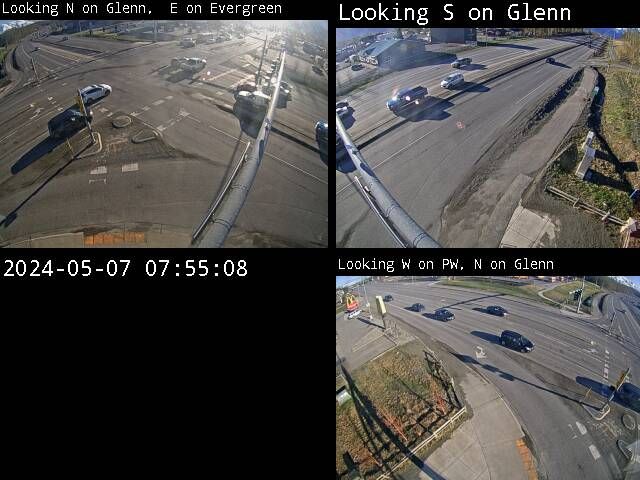 Looking N on Glenn,  E on Evergreen
Looking S on Glenn
2024-05-07 07:55:08
Looking W on PW, N on Glenn